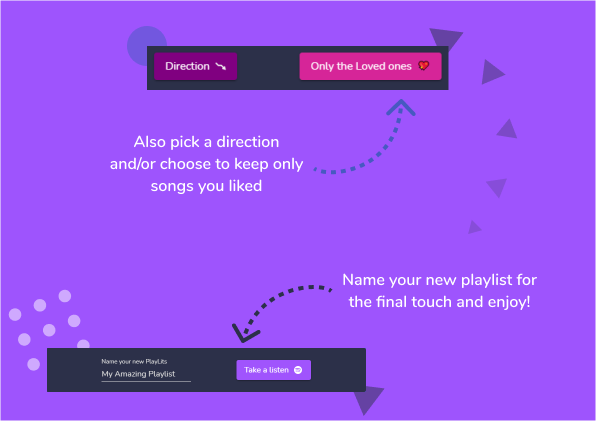 Direction
Only the Loved ones
Also pick a direction
and/or choose to keep only
songs you liked
Name your new playlist for
the final touch and enjoy!
Name your new PlayLits
My Amazing Playlist
Take a listen